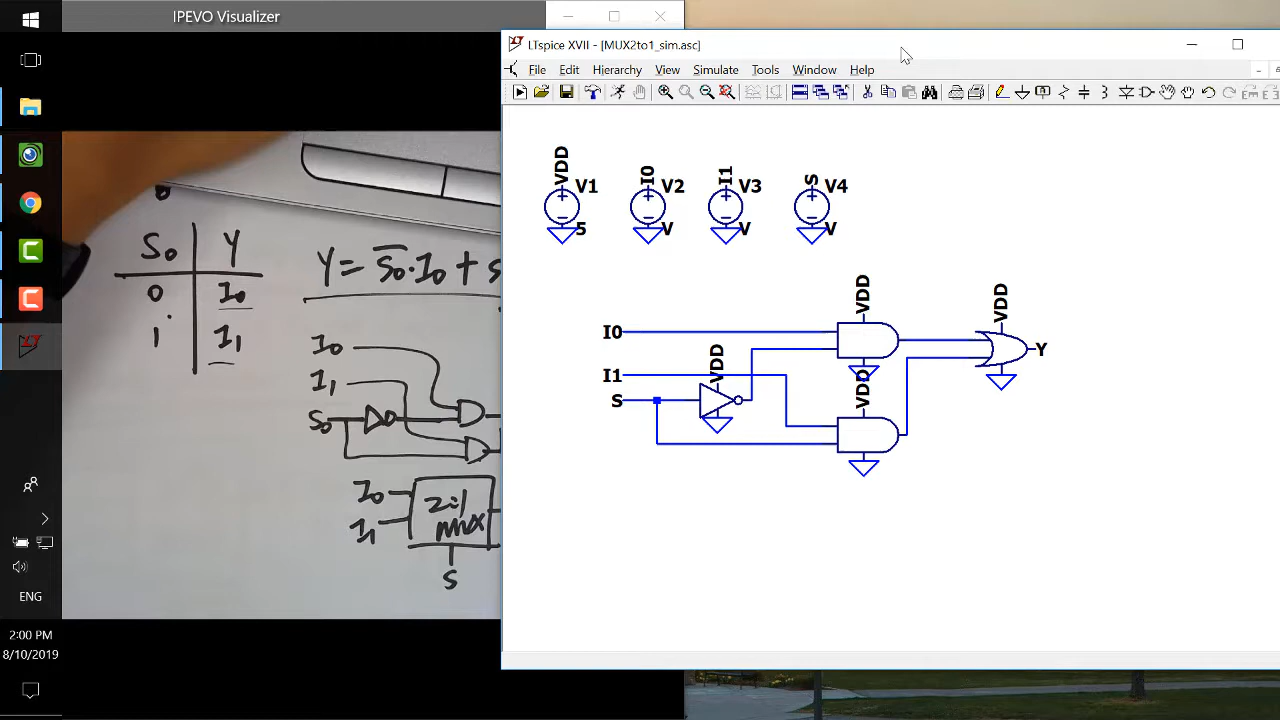 IPEVO Visualizer
LTspice XVII - [MUX2to1_sim.asc]
File Edit Hierarchy View Simulate Tools Window Help
VDD
V1
5
I0
V2
V
I1
V3
V
S
V4
V
S₀ Y
0 I₀
1 I₁
Y = S̅₀·I₀ + S
I₀
I₁
S₀
I₀
I₁
2:1
MUX
S
I0
I1
S
VDD
VDD
VDD
VDD
Y
ENG
2:00 PM
8/10/2019